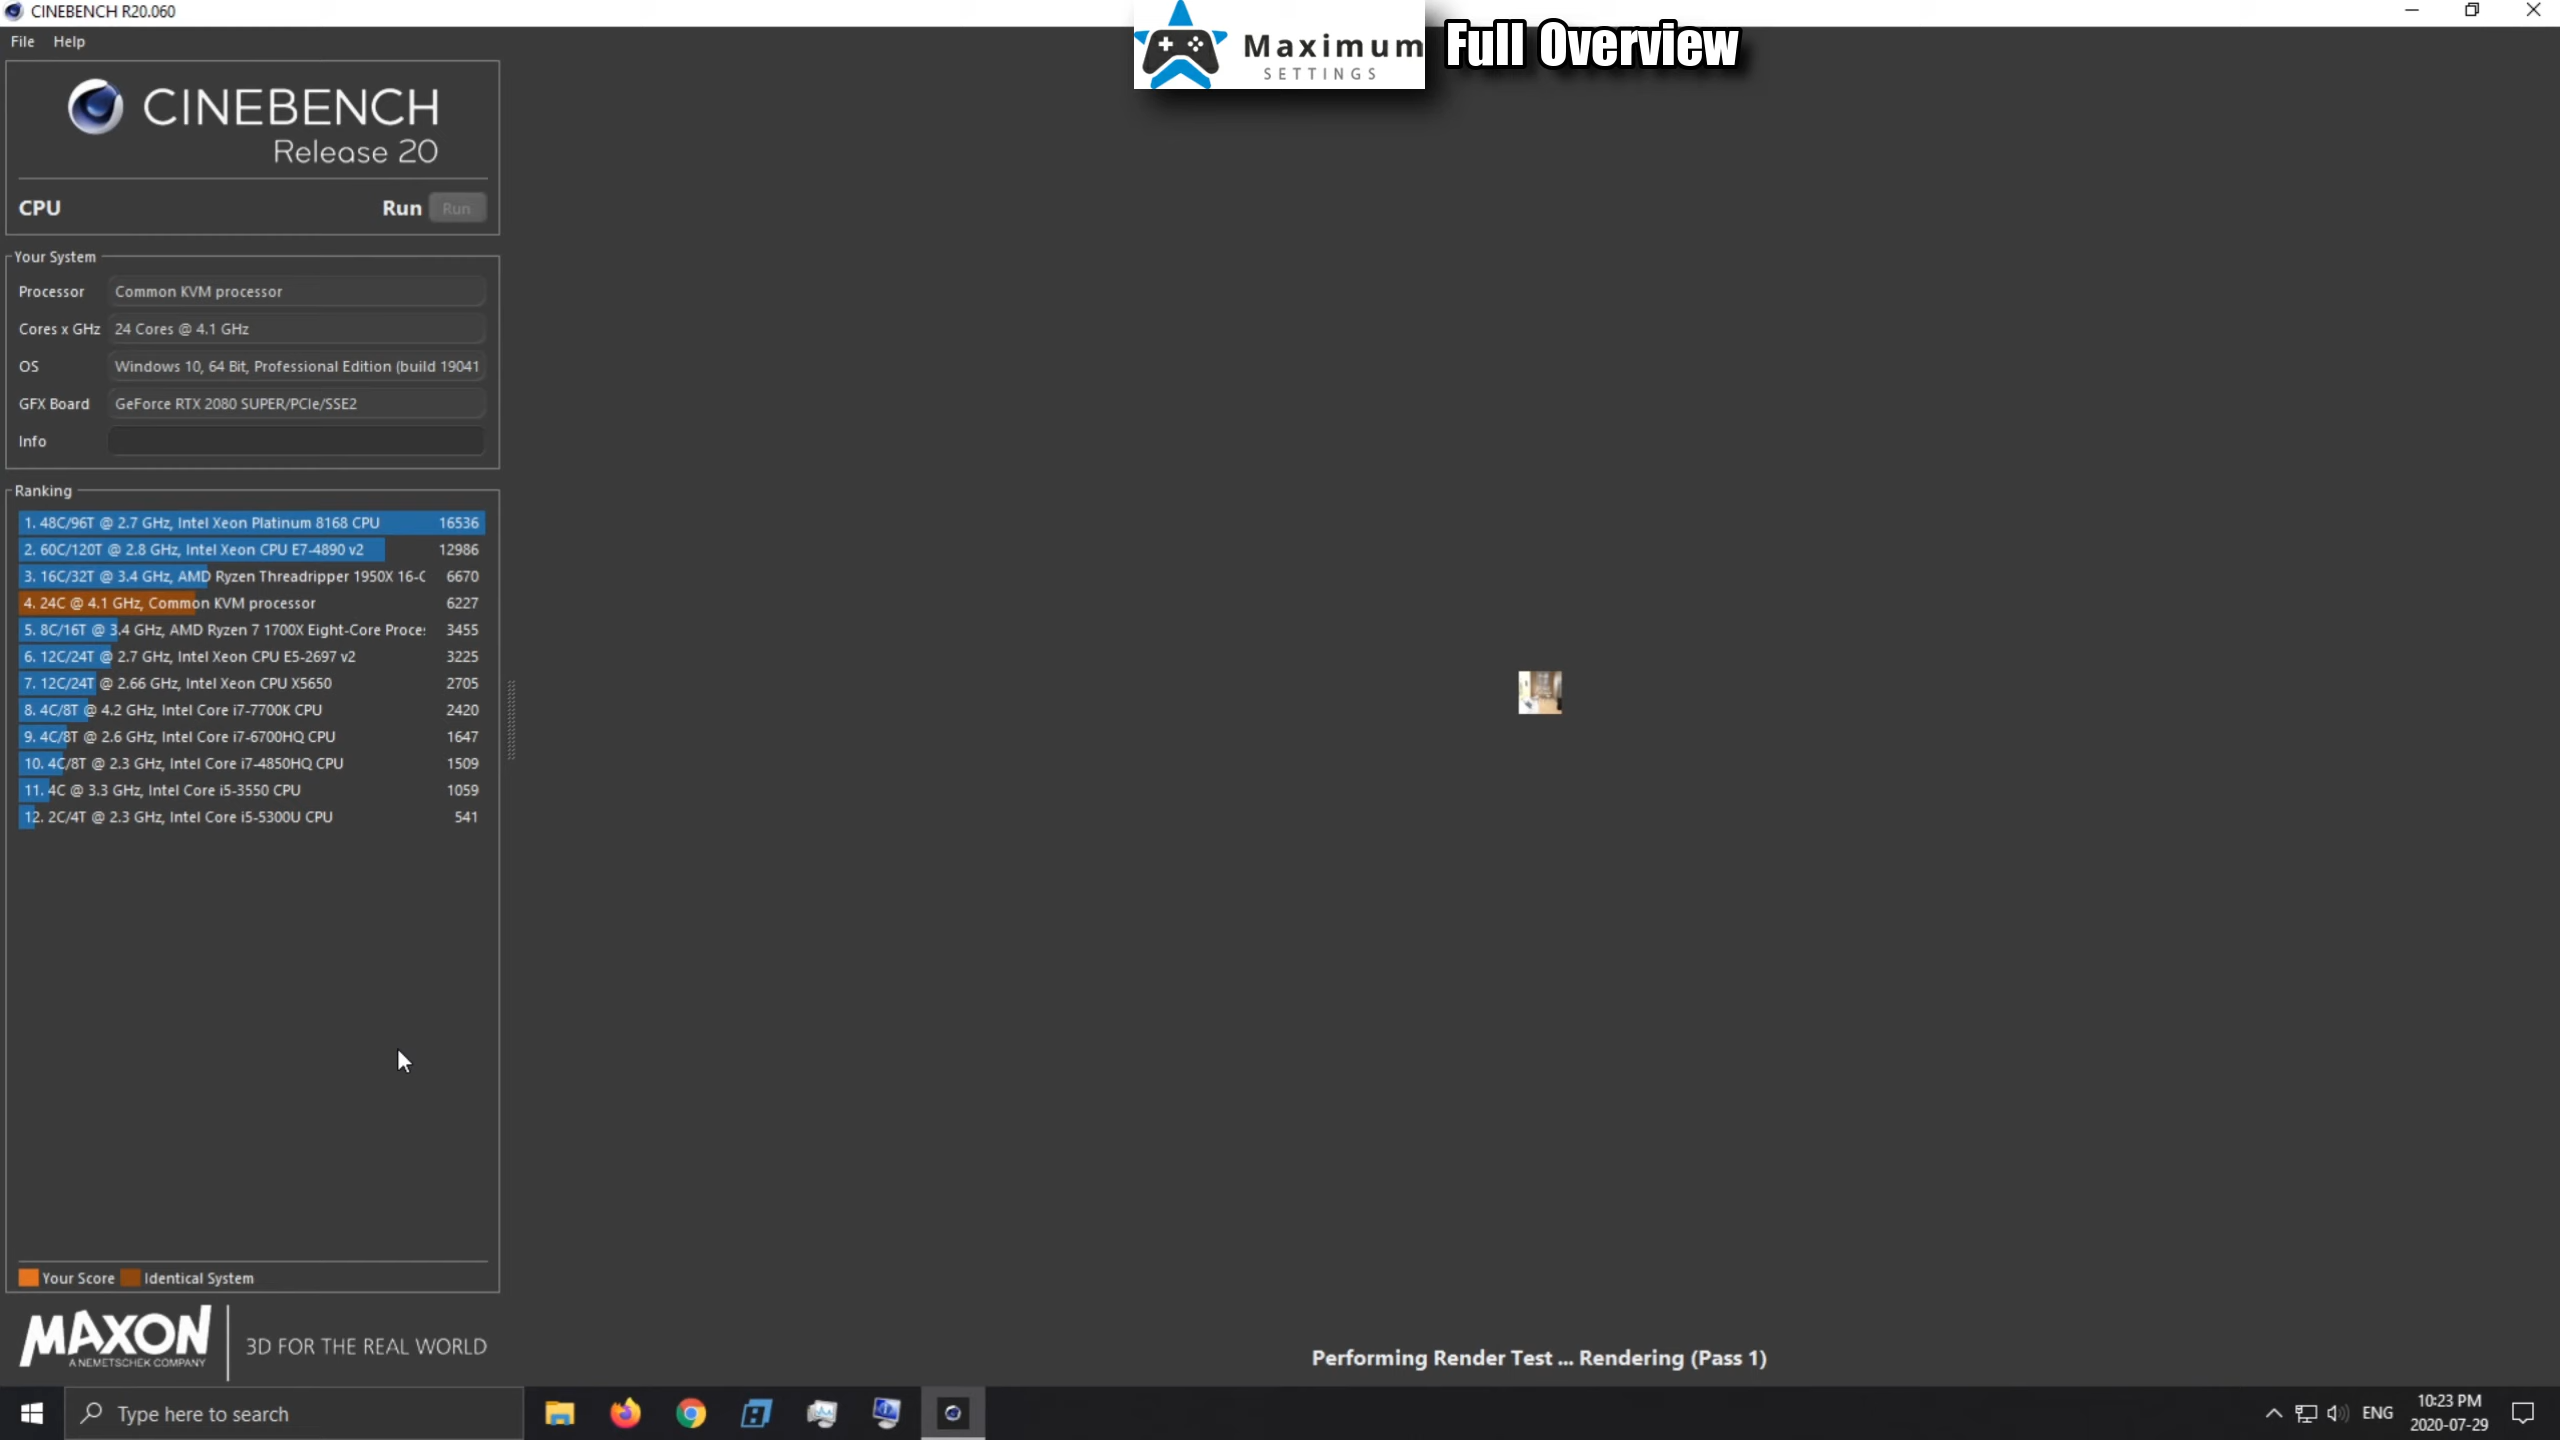 CINEBENCH R20.060
Maximum
SETTINGS
Full Overview
File Help
CINEBENCH
Release 20
CPU Run Run
Your System
Processor Common KVM processor
Cores x GHz 24 Cores @ 4.1 GHz
OS Windows 10, 64 Bit, Professional Edition (build 19041
GFX Board GeForce RTX 2080 SUPER/PCIe/SSE2
Info
Ranking
1. 48C/96T @ 2.7 GHz, Intel Xeon Platinum 8168 CPU 16536
2. 60C/120T @ 2.8 GHz, Intel Xeon CPU E7-4890 v2 12986
3. 16C/32T @ 3.4 GHz, AMD Ryzen Threadripper 1950X 16-C 6670
4. 24C @ 4.1 GHz, Common KVM processor 6227
5. 8C/16T @ 3.4 GHz, AMD Ryzen 7 1700X Eight-Core Proce: 3455
6. 12C/24T @ 2.7 GHz, Intel Xeon CPU E5-2697 v2 3225
7. 12C/24T @ 2.66 GHz, Intel Xeon CPU X5650 2705
8. 4C/8T @ 4.2 GHz, Intel Core i7-7700K CPU 2420
9. 4C/8T @ 2.6 GHz, Intel Core i7-6700HQ CPU 1647
10. 4C/8T @ 2.3 GHz, Intel Core i7-4850HQ CPU 1509
11. 4C @ 3.3 GHz, Intel Core i5-3550 CPU 1059
12. 2C/4T @ 2.3 GHz, Intel Core i5-5300U CPU 541
Your Score Identical System
MAXON
A NEMETSCHEK COMPANY
3D FOR THE REAL WORLD
Performing Render Test ... Rendering (Pass 1)
Type here to search
ENG
10:23 PM
2020-07-29